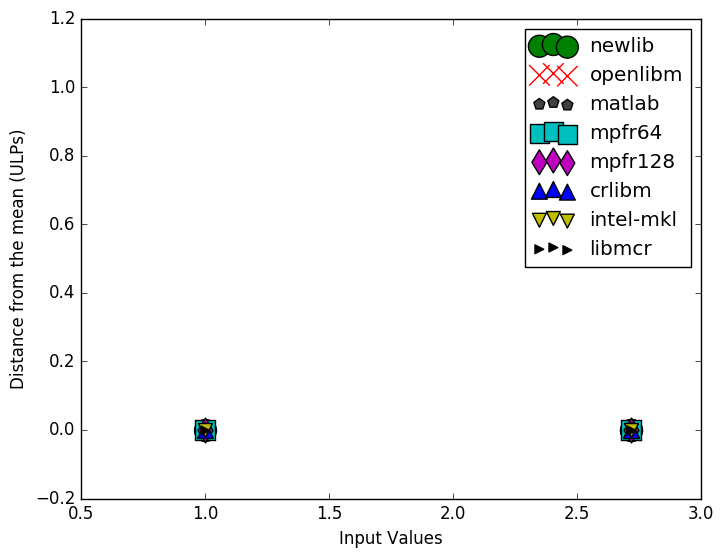 1.2
1.0
0.8
0.6
0.4
0.2
0.0
−0.2
Distance from the mean (ULPs)
newlib
openlibm
matlab
mpfr64
mpfr128
crlibm
intel-mkl
libmcr
0.5
1.0
1.5
2.0
2.5
3.0
Input Values